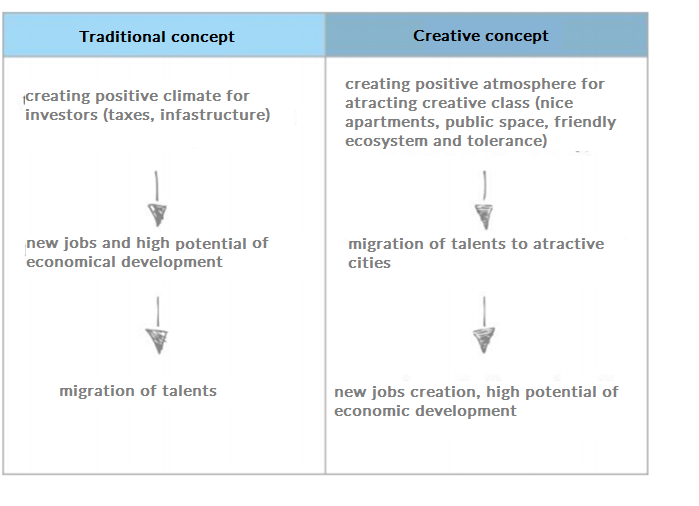 Traditional concept
Creative concept
creating positive climate for
investors (taxes, infastructure)
creating positive atmosphere for
atracting creative class (nice
apartments, public space, friendly
ecosystem and tolerance)
new jobs and high potential of
economical development
migration of talents to atractive
cities
migration of talents
new jobs creation, high potential of
economic development